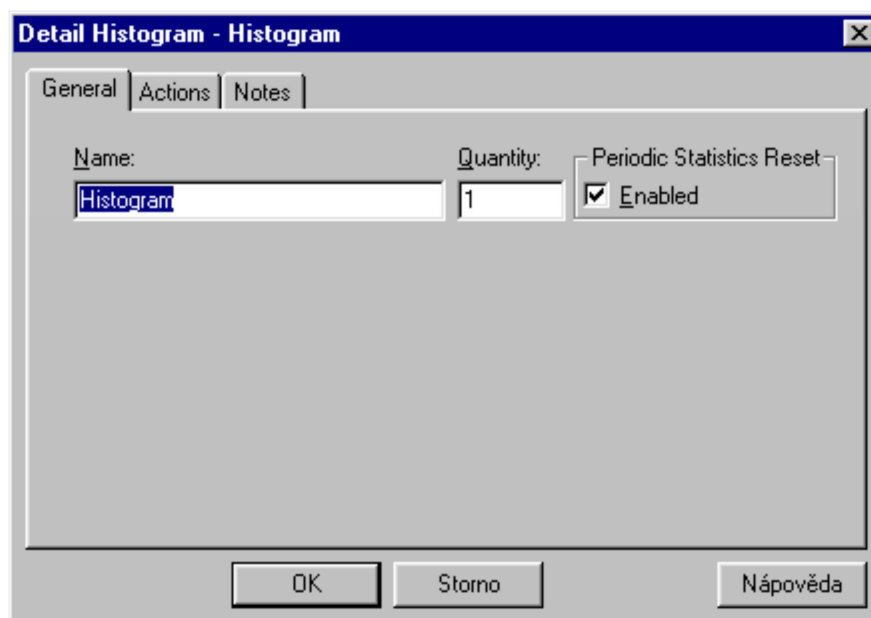 Detail Histogram - Histogram
General Actions Notes
Name: Quantity: Periodic Statistics Reset
Histogram 1 Enabled
OK Storno Nápověda